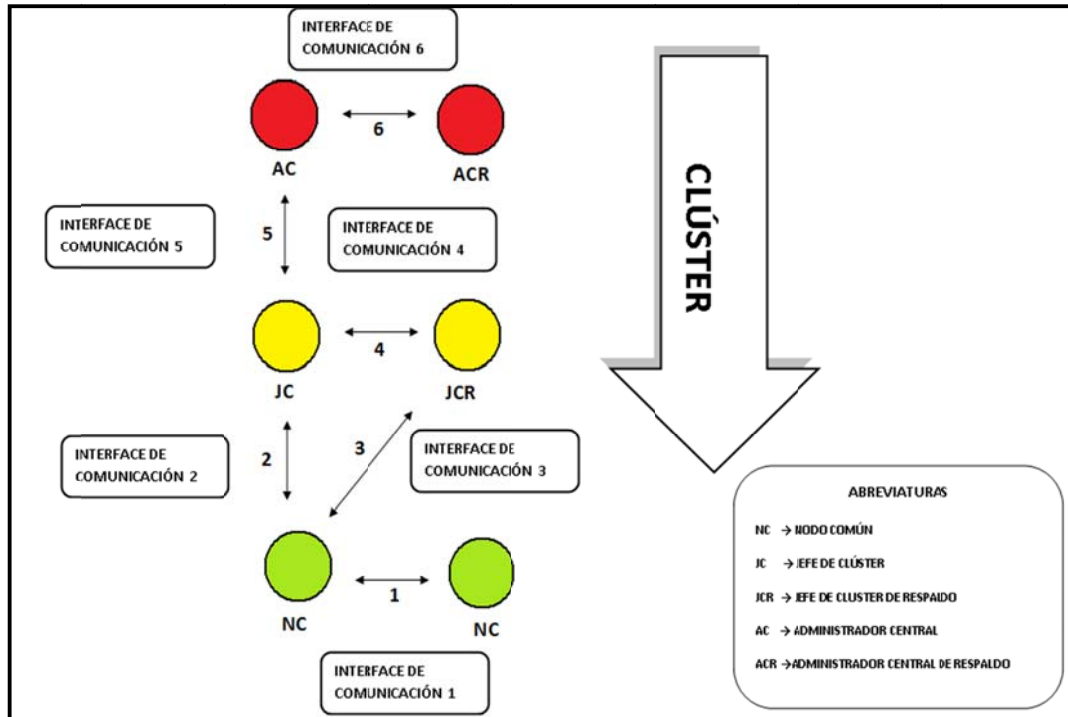 INTERFACE DE
COMUNICACIÓN 6
6
AC
ACR
INTERFACE DE
COMUNICACIÓN 5
5
INTERFACE DE
COMUNICACIÓN 4
4
JC
JCR
INTERFACE DE
COMUNICACIÓN 2
2
3
INTERFACE DE
COMUNICACIÓN 3
1
NC
NC
INTERFACE DE
COMUNICACIÓN 1
CLÚSTER
ABREVIATURAS
NC → NODO COMÚN
JC → JEFE DE CLÚSTER
JCR → JEFE DE CLUSTER DE RESPALDO
AC → ADMINISTRADOR CENTRAL
ACR → ADMINISTRADOR CENTRAL DE RESPALDO